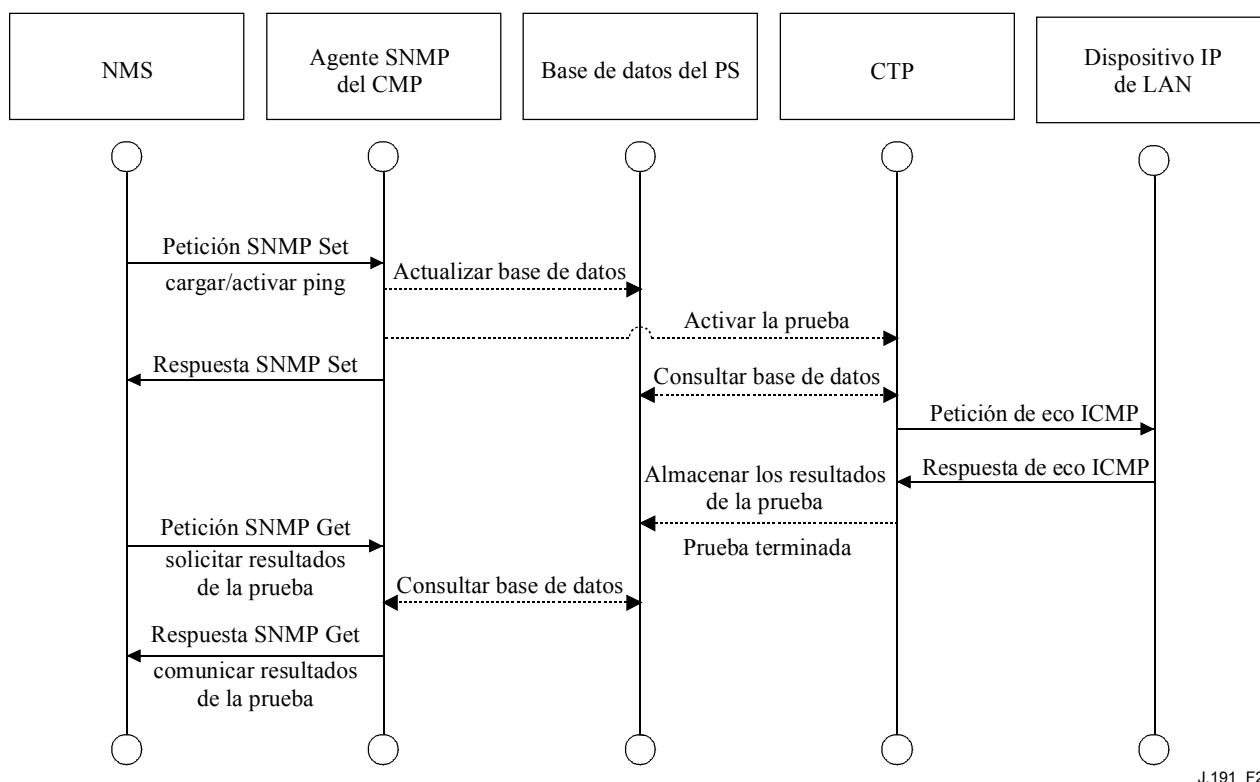 NMS
Agente SNMP
del CMP
Base de datos del PS
CTP
Dispositivo IP
de LAN
Petición SNMP Set
cargar/activar ping
Actualizar base de datos
Activar la prueba
Respuesta SNMP Set
Consultar base de datos
Petición de eco ICMP
Respuesta de eco ICMP
Almacenar los resultados
de la prueba
Prueba terminada
Petición SNMP Get
solicitar resultados
de la prueba
Consultar base de datos
Respuesta SNMP Get
comunicar resultados
de la prueba